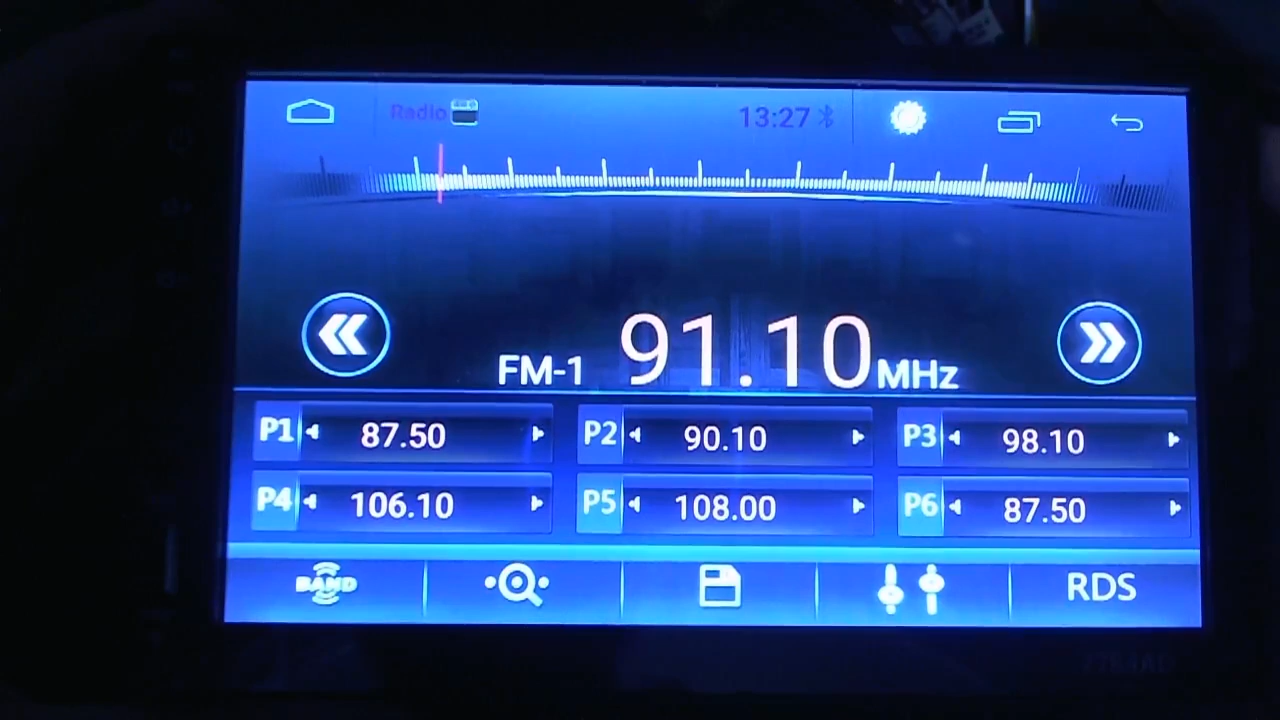 Radio 13:27
FM-1 91.10 MHz
P1 87.50 P2 90.10 P3 98.10
P4 106.10 P5 108.00 P6 87.50
BAND RDS